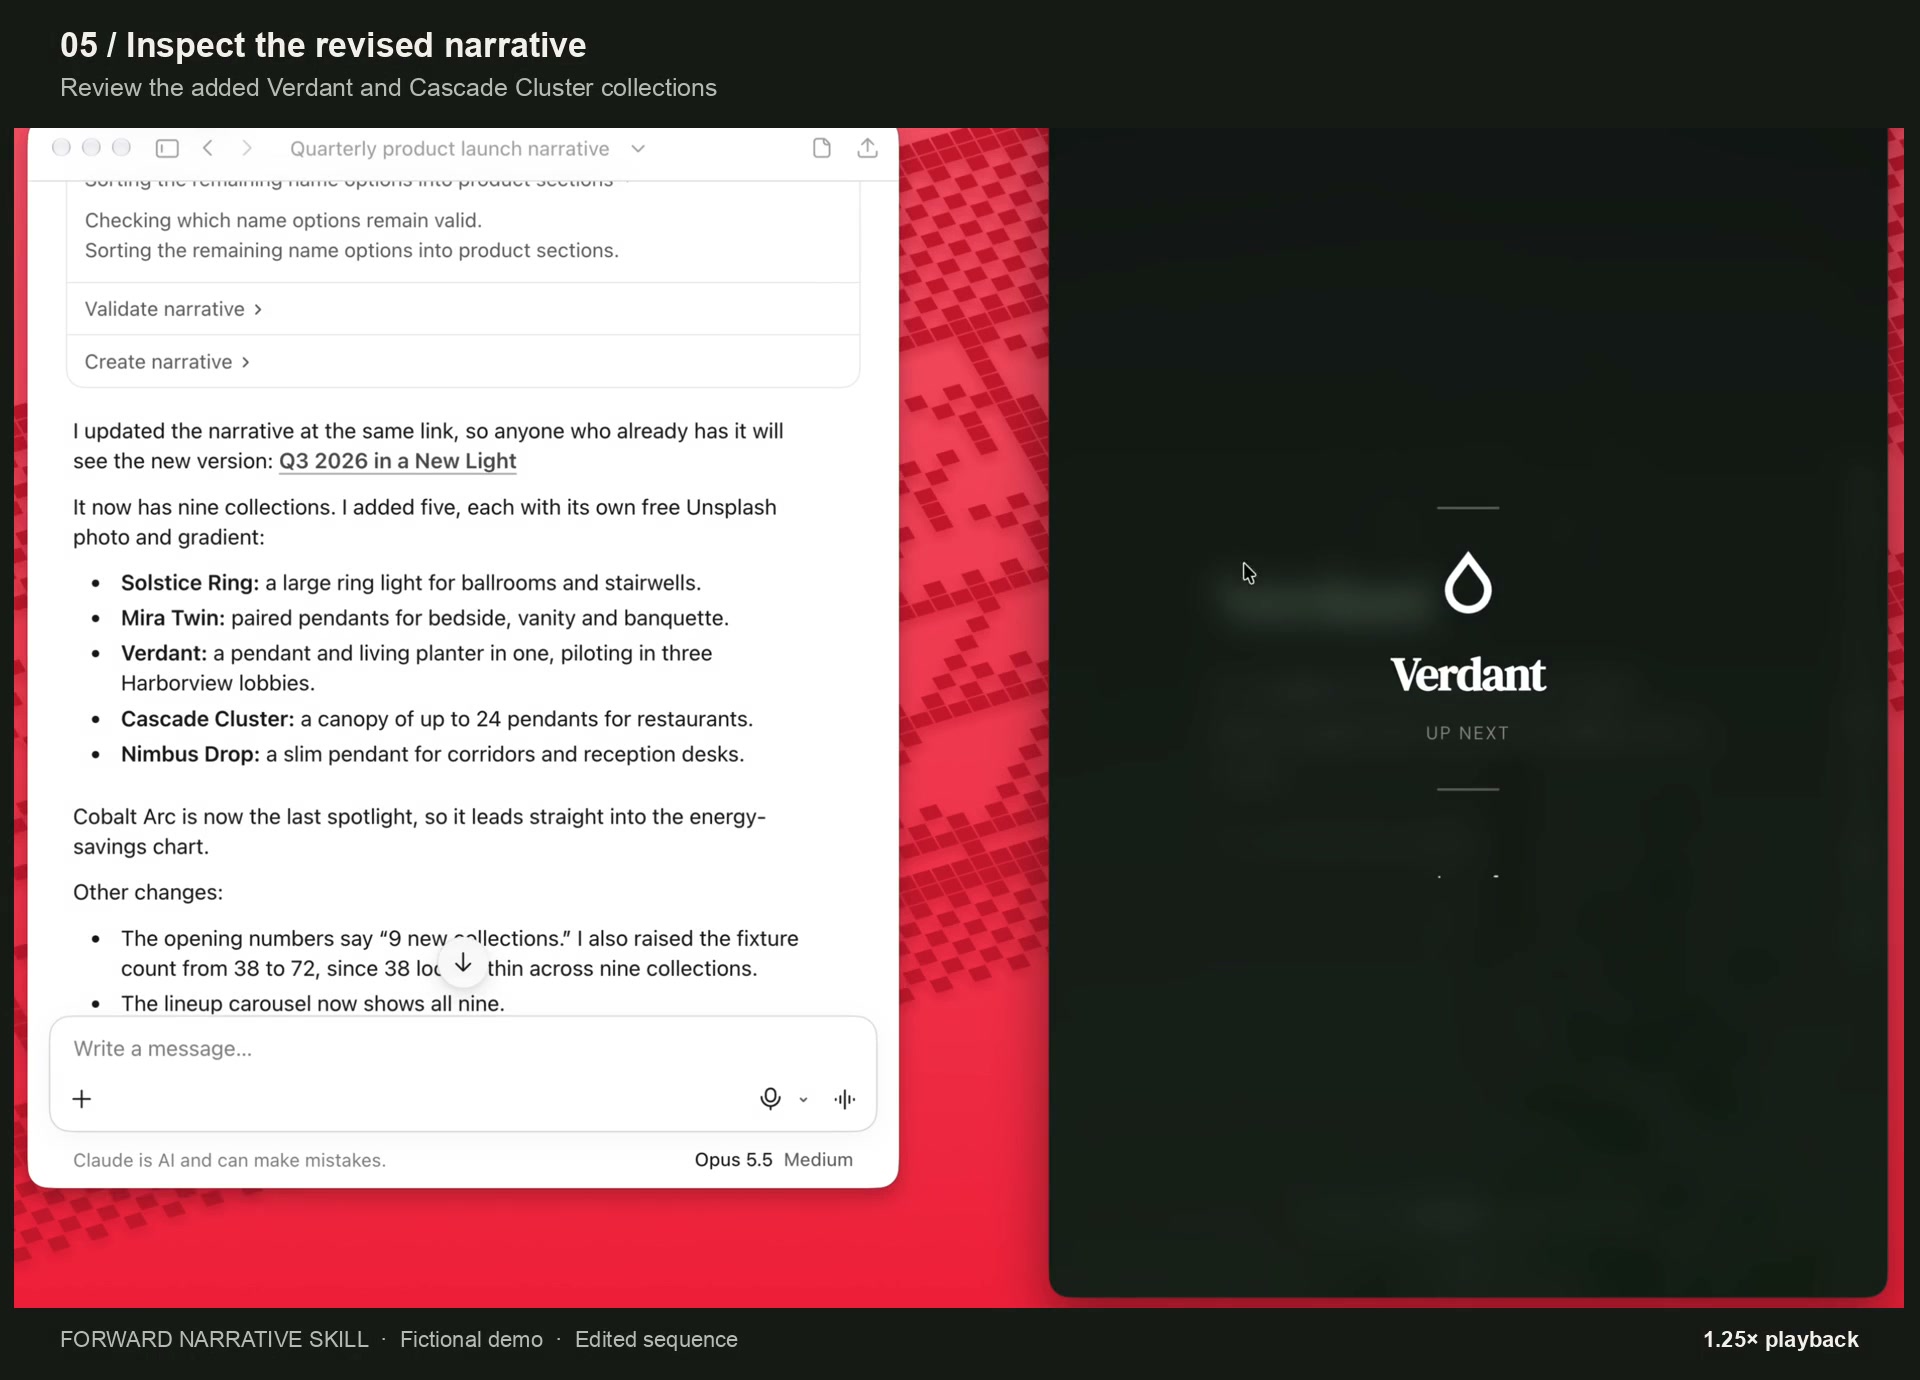 05 / Inspect the revised narrative
Review the added Verdant and Cascade Cluster collections
Quarterly product launch narrative
Sorting the remaining name options into product sections
Checking which name options remain valid.
Sorting the remaining name options into product sections.
Validate narrative
Create narrative
I updated the narrative at the same link, so anyone who already has it will
see the new version: Q3 2026 in a New Light
It now has nine collections. I added five, each with its own free Unsplash
photo and gradient:
• Solstice Ring: a large ring light for ballrooms and stairwells.
• Mira Twin: paired pendants for bedside, vanity and banquette.
• Verdant: a pendant and living planter in one, piloting in three
Harborview lobbies.
• Cascade Cluster: a canopy of up to 24 pendants for restaurants.
• Nimbus Drop: a slim pendant for corridors and reception desks.
Cobalt Arc is now the last spotlight, so it leads straight into the energy-
savings chart.
Other changes:
• The opening numbers say “9 new collections.” I also raised the fixture
count from 38 to 72, since 38 thin across nine collections.
• The lineup carousel now shows all nine.
Write a message...
Claude is AI and can make mistakes.
Opus 5.5 Medium
Verdant
UP NEXT
FORWARD NARRATIVE SKILL · Fictional demo · Edited sequence
1.25× playback